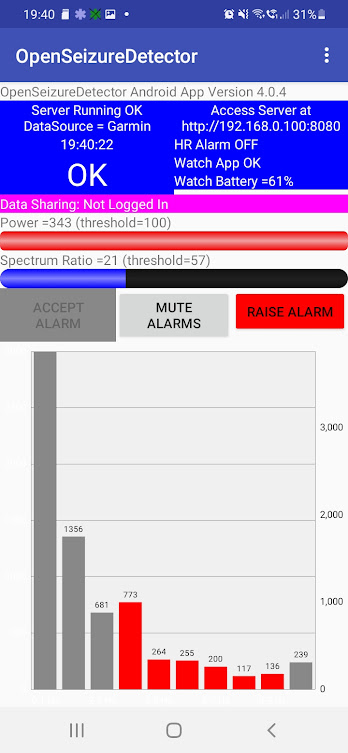 19:40
31%
OpenSeizureDetector
OpenSeizureDetector Android App Version 4.0.4
Server Running OK
DataSource = Garmin
19:40:22
OK
Access Server at
http://192.168.0.100:8080
HR Alarm OFF
Watch App OK
Watch Battery =61%
Data Sharing: Not Logged In
Power =343 (threshold=100)
Spectrum Ratio =21 (threshold=57)
ACCEPT
ALARM
MUTE
ALARMS
RAISE ALARM
3,000
2,000
1,000
0
1356
681
773
264
255
200
117
136
239